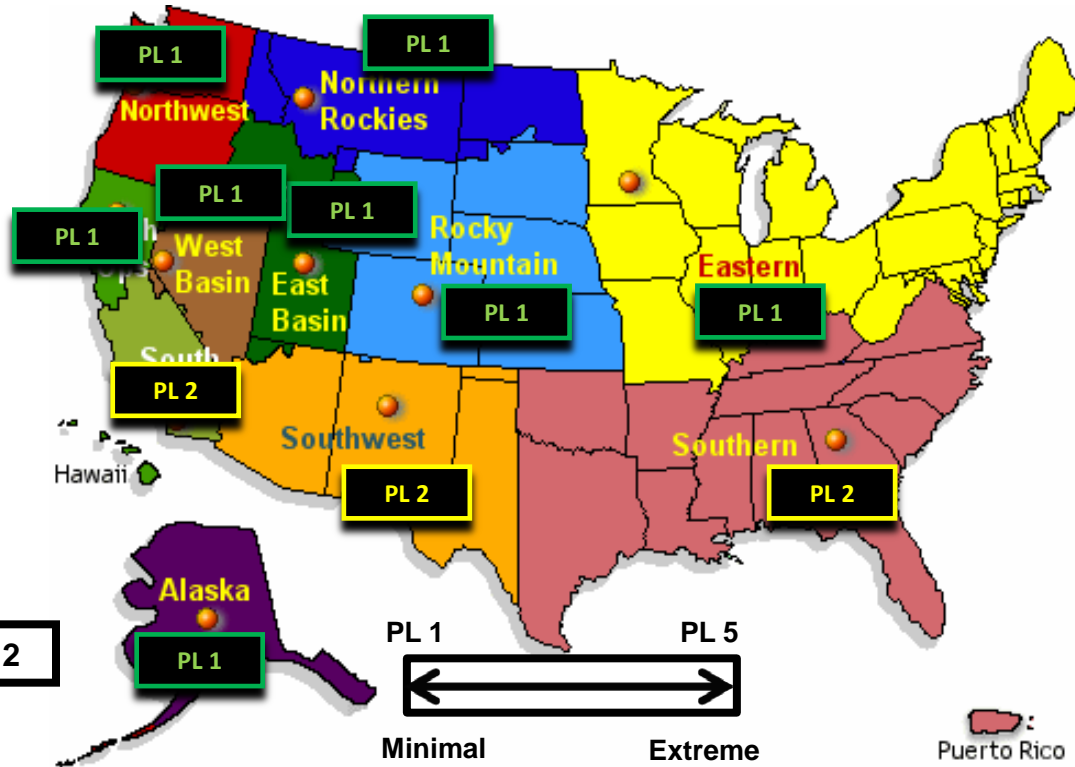 PL 1
PL 1
Northern
Rockies
Northwest
PL 1
PL 1
PL 1
West
Basin
East
Basin
Rocky
Mountain
PL 1
Eastern
PL 1
South
PL 2
Southwest
PL 2
Southern
PL 2
Hawaii
Alaska
PL 1
2
PL 1
PL 5
Minimal
Extreme
Puerto Rico